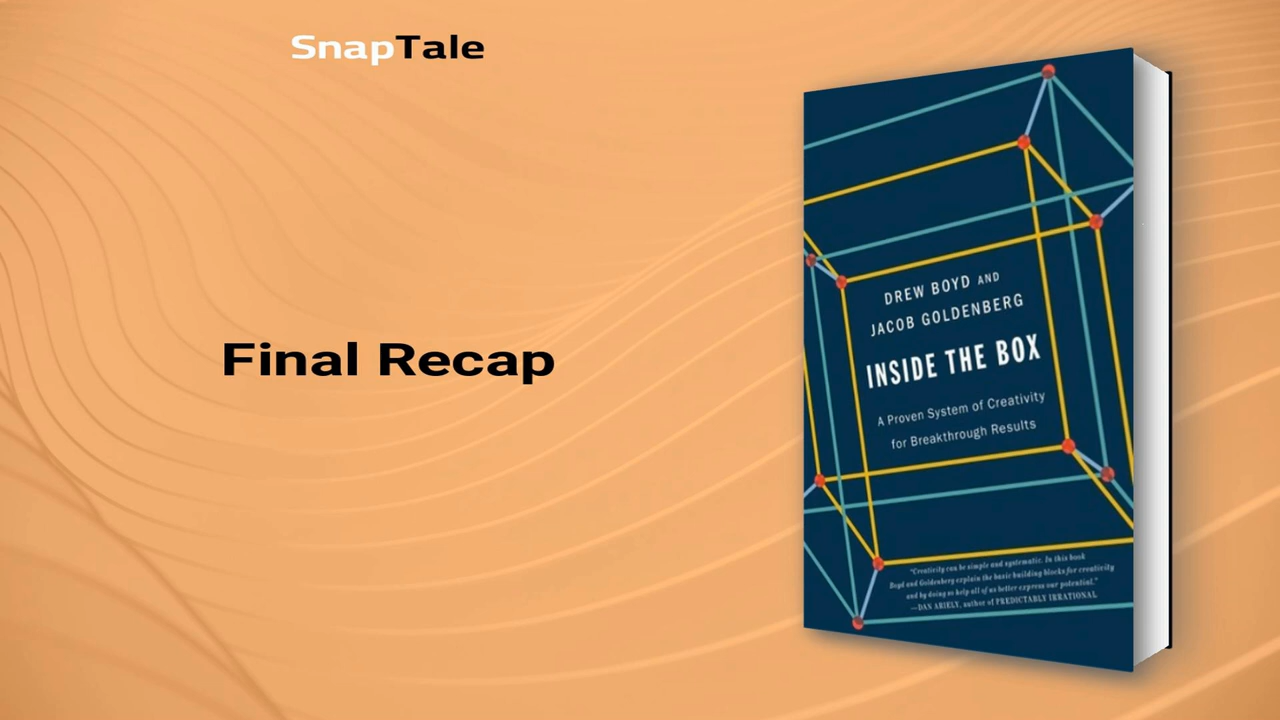 SnapTale
Final Recap
DREW BOYD AND
JACOB GOLDENBERG
INSIDE THE BOX
A Proven System of Creativity
for Breakthrough Results
"Creativity can be simple and systematic. In this book
Boyd and Goldenberg explain the basic building blocks for creativity
and by doing so help all of us better express our potential."
—DAN ARIELY, author of PREDICTABLY IRRATIONAL